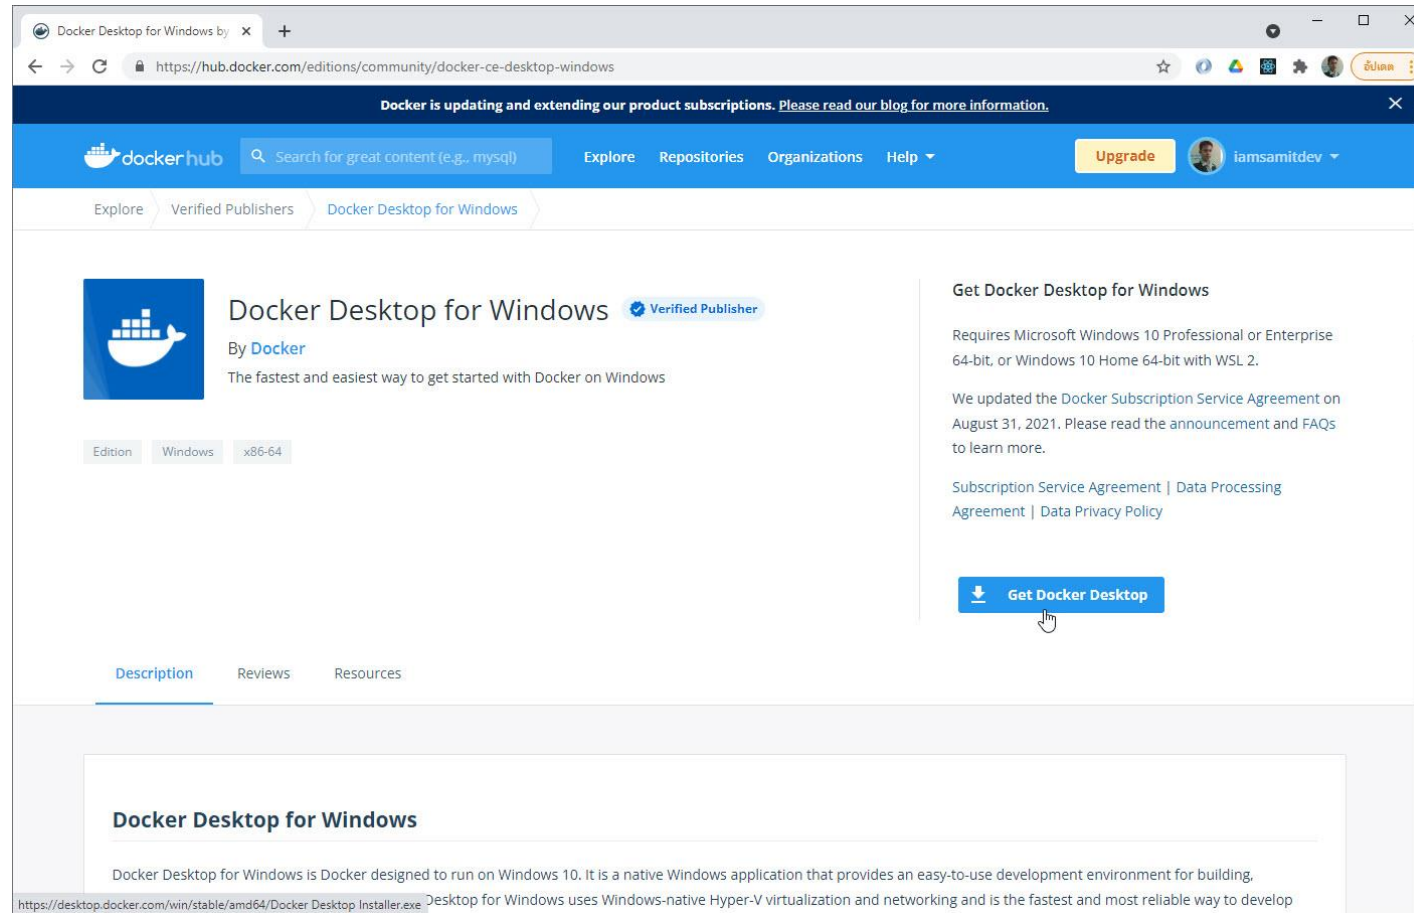 Docker Desktop for Windows by
https://hub.docker.com/editions/community/docker-ce-desktop-windows
อัปเดต
Docker is updating and extending our product subscriptions. Please read our blog for more information.
docker hub
Search for great content (e.g., mysql)
Explore
Repositories
Organizations
Help
Upgrade
iamsamitdev
Explore
Verified Publishers
Docker Desktop for Windows
Docker Desktop for Windows
Verified Publisher
By Docker
The fastest and easiest way to get started with Docker on Windows
Edition
Windows
x86-64
Get Docker Desktop for Windows
Requires Microsoft Windows 10 Professional or Enterprise
64-bit, or Windows 10 Home 64-bit with WSL 2.
We updated the Docker Subscription Service Agreement on
August 31, 2021. Please read the announcement and FAQs
to learn more.
Subscription Service Agreement | Data Processing
Agreement | Data Privacy Policy
Get Docker Desktop
Description
Reviews
Resources
Docker Desktop for Windows
Docker Desktop for Windows is Docker designed to run on Windows 10. It is a native Windows application that provides an easy-to-use development environment for building,
Desktop for Windows uses Windows-native Hyper-V virtualization and networking and is the fastest and most reliable way to develop
https://desktop.docker.com/win/stable/amd64/Docker Desktop Installer.exe